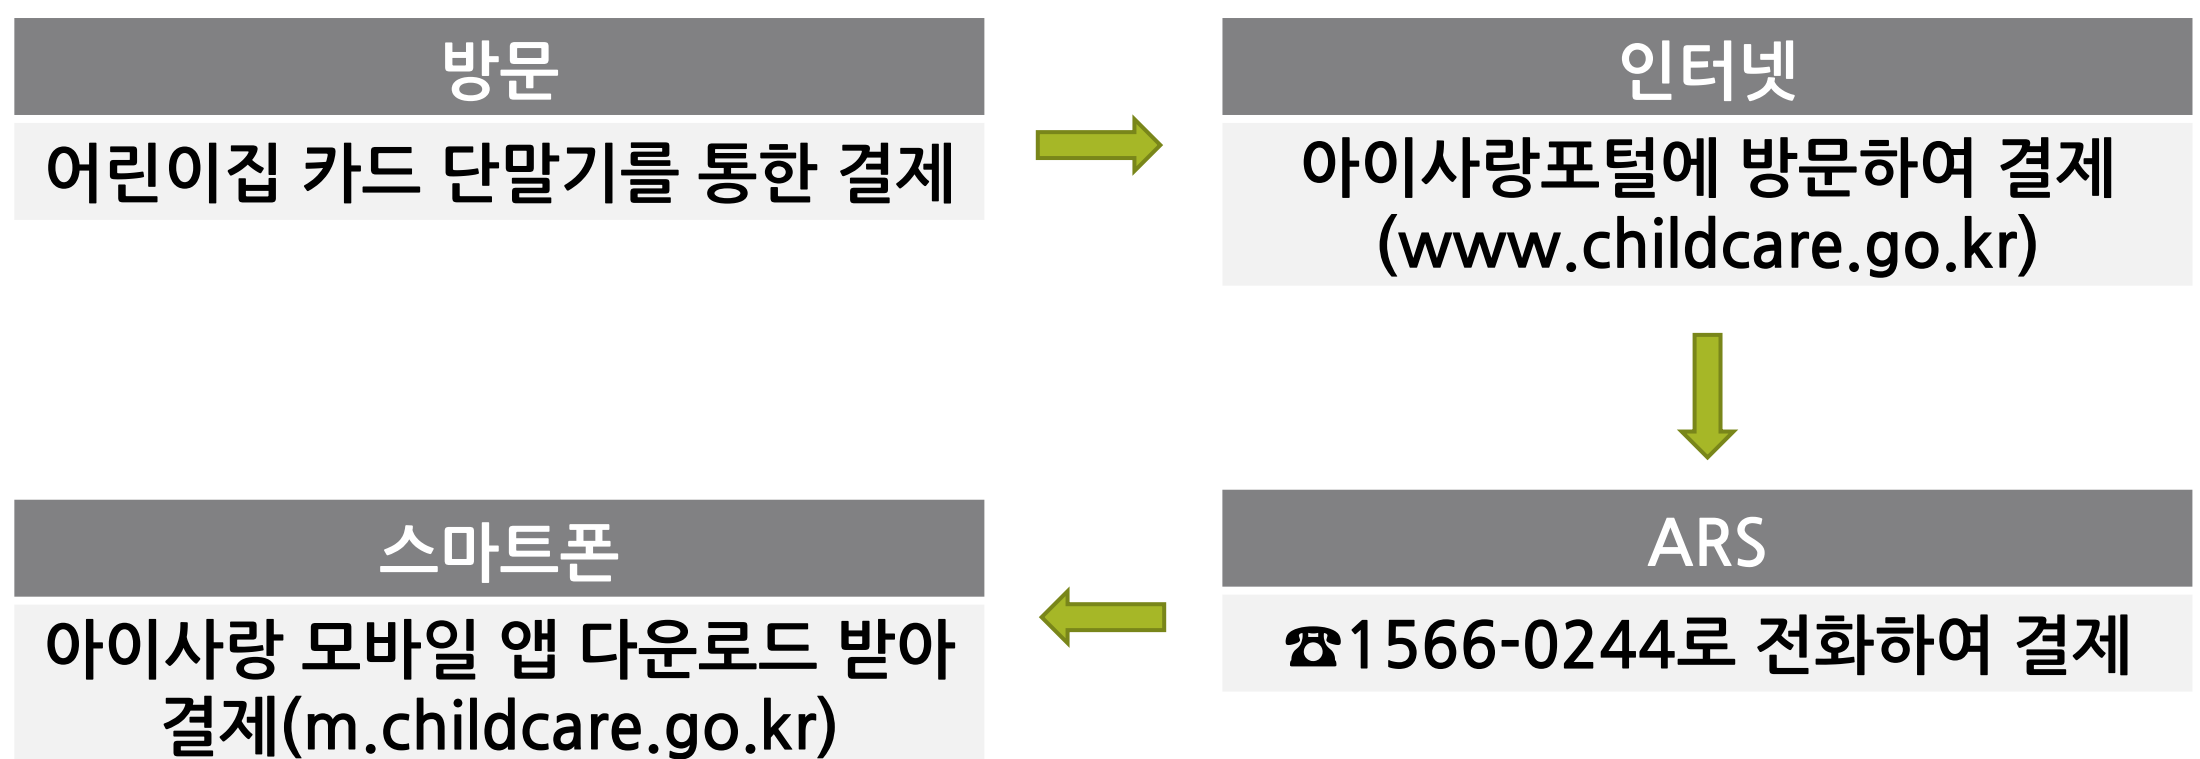 방문
어린이집 카드 단말기를 통한 결제
인터넷
아이사랑포털에 방문하여 결제
(www.childcare.go.kr)
ARS
☎1566-0244로 전화하여 결제
스마트폰
아이사랑 모바일 앱 다운로드 받아
결제(m.childcare.go.kr)